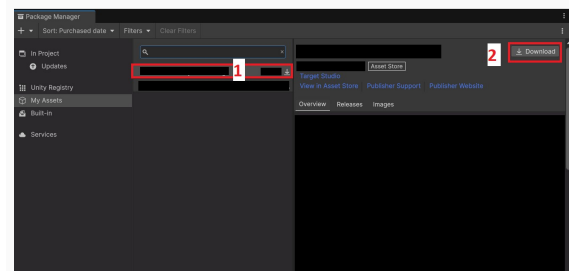 Package Manager
+ Sort: Purchased date Filters Clear Filters
In Project
Updates
Unity Registry
My Assets
Built-in
Services
1
2
Download
Asset Store
Target Studio
View in Asset Store Publisher Support Publisher Website
Overview Releases Images